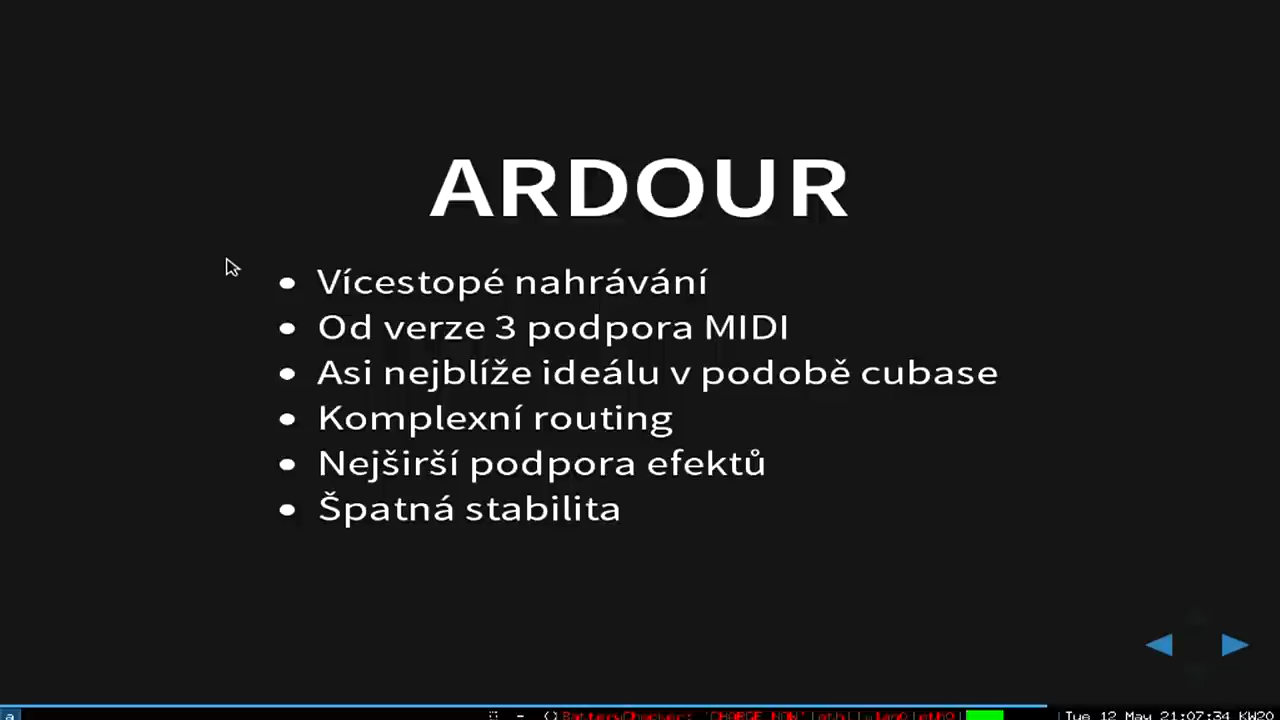 ARDOUR
Vícestopé nahrávání
Od verze 3 podpora MIDI
Asi nejblíže ideálu v podobě cubase
Komplexní routing
Nejširší podpora efektů
Špatná stabilita
a
Tue 12 May 21:07:34 KW20